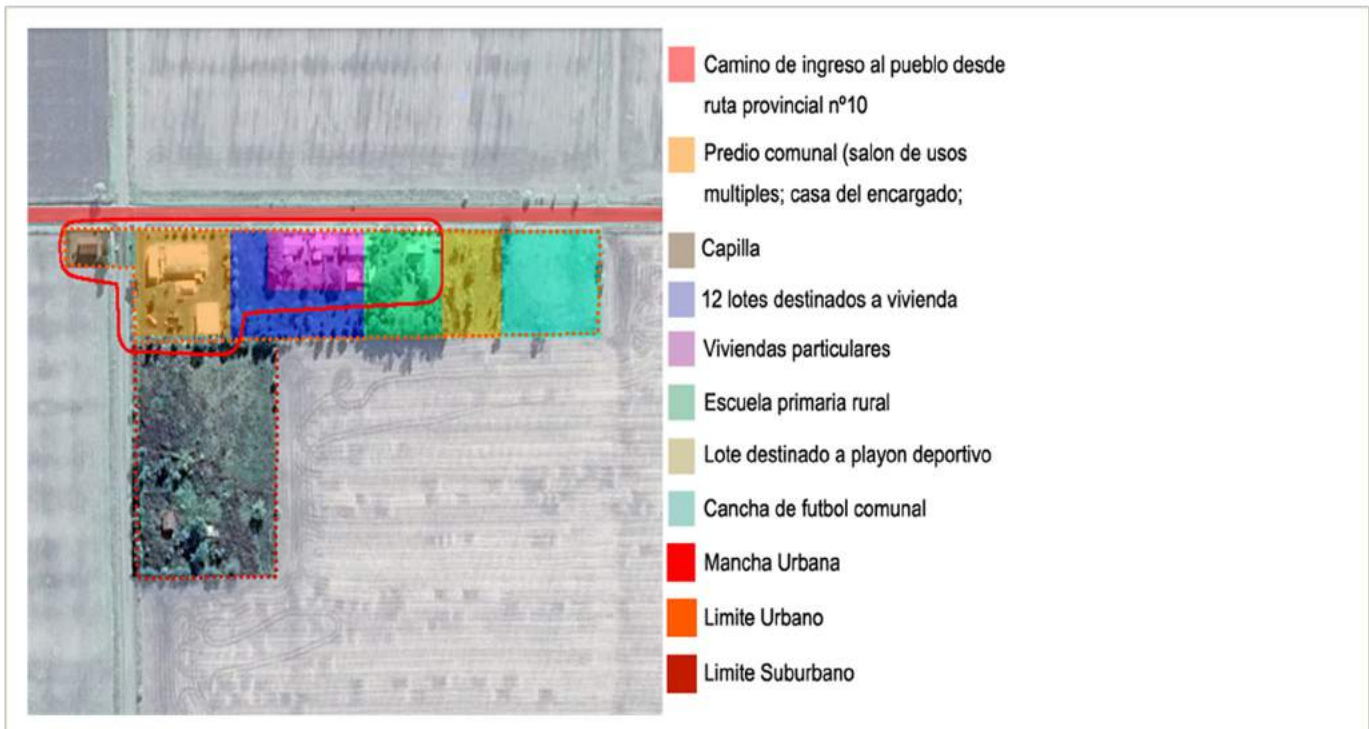 Camino de ingreso al pueblo desde
ruta provincial nº10
Predio comunal (salon de usos
multiples; casa del encargado;
Capilla
12 lotes destinados a vivienda
Viviendas particulares
Escuela primaria rural
Lote destinado a playon deportivo
Cancha de futbol comunal
Mancha Urbana
Limite Urbano
Limite Suburbano